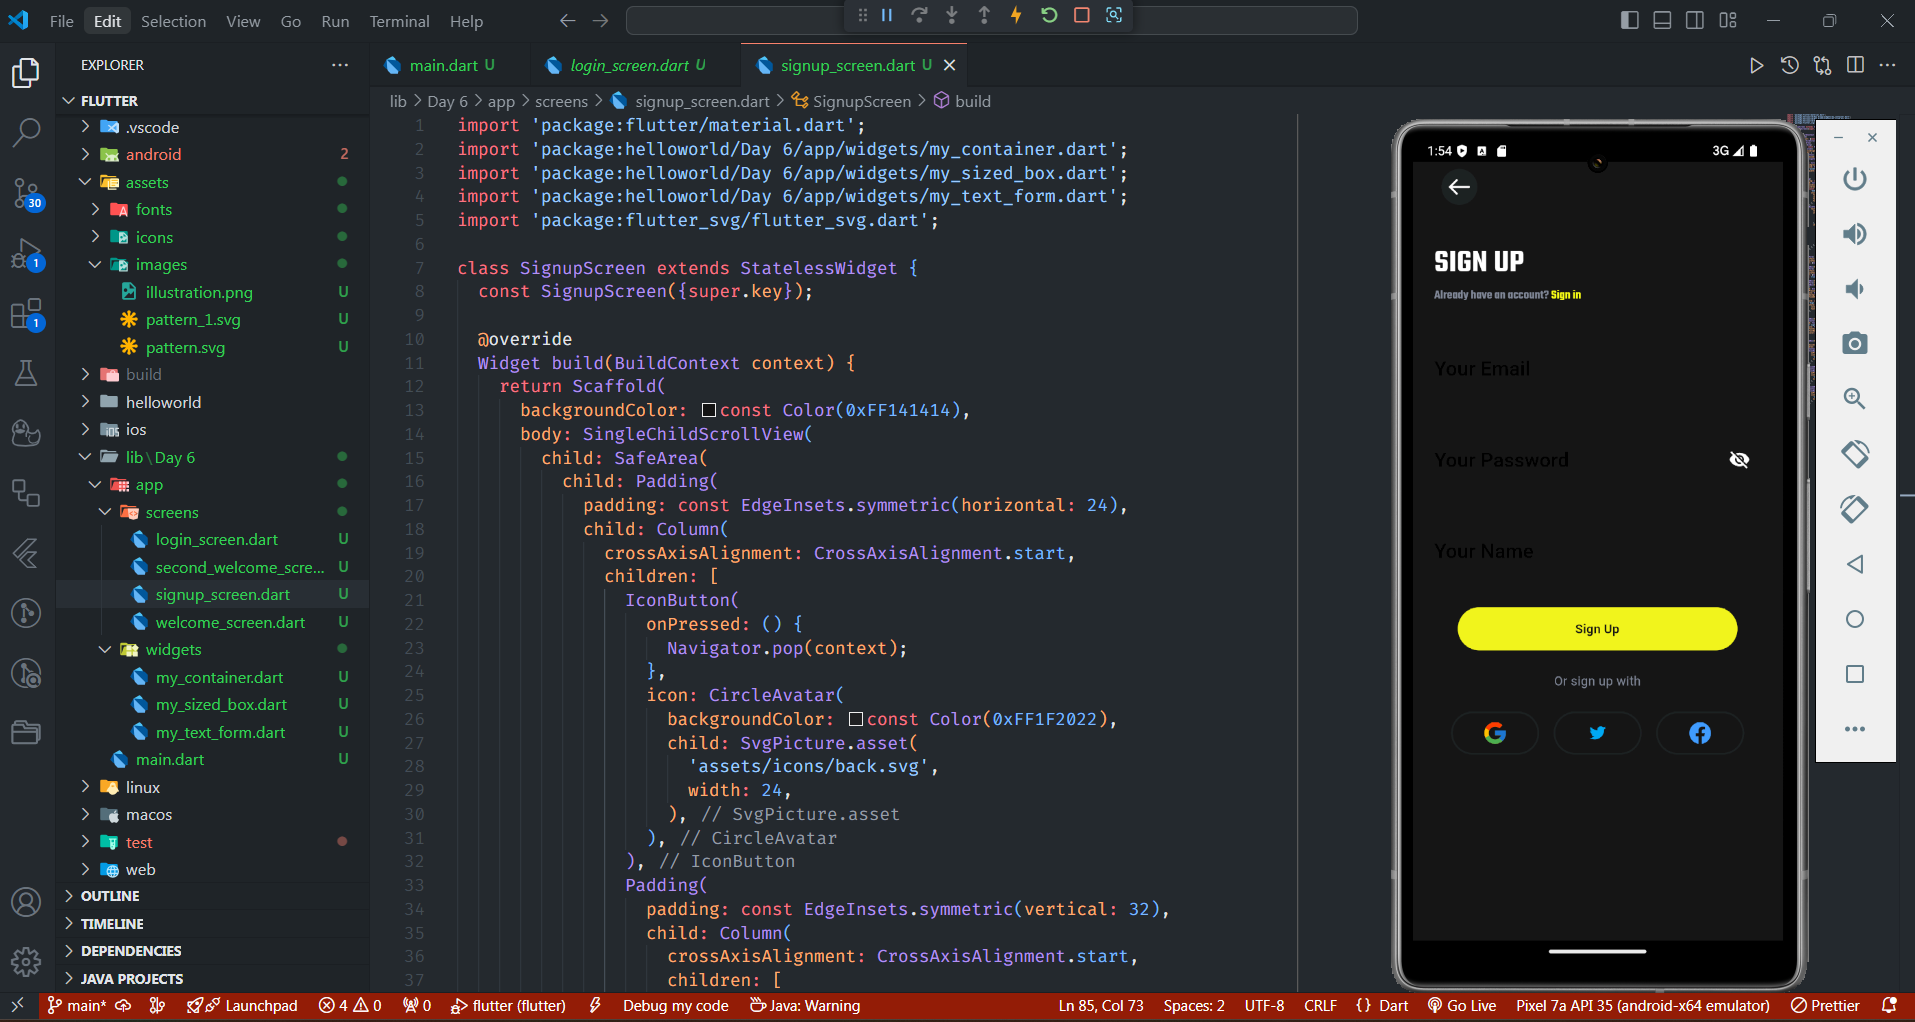 File Edit Selection View Go Run Terminal Help
EXPLORER
FLUTTER
.vscode
android 2
assets
fonts
icons
images
illustration.png U
pattern_1.svg U
pattern.svg U
build
helloworld
ios
lib\Day 6
app
screens
login_screen.dart U
second_welcome_scre... U
signup_screen.dart U
welcome_screen.dart U
widgets
my_container.dart U
my_sized_box.dart U
my_text_form.dart U
main.dart U
linux
macos
test
web
OUTLINE
TIMELINE
DEPENDENCIES
JAVA PROJECTS
30
1
1
main.dart U
login_screen.dart U
signup_screen.dart U
lib > Day 6 > app > screens > signup_screen.dart > SignupScreen > build
1 import 'package:flutter/material.dart';
2 import 'package:helloworld/Day 6/app/widgets/my_container.dart';
3 import 'package:helloworld/Day 6/app/widgets/my_sized_box.dart';
4 import 'package:helloworld/Day 6/app/widgets/my_text_form.dart';
5 import 'package:flutter_svg/flutter_svg.dart';
6
7 class SignupScreen extends StatelessWidget {
8 const SignupScreen({super.key});
9
10 @override
11 Widget build(BuildContext context) {
12 return Scaffold(
13 backgroundColor: const Color(0xFF141414),
14 body: SingleChildScrollView(
15 child: SafeArea(
16 child: Padding(
17 padding: const EdgeInsets.symmetric(horizontal: 24),
18 child: Column(
19 crossAxisAlignment: CrossAxisAlignment.start,
20 children: [
21 IconButton(
22 onPressed: () {
23 Navigator.pop(context);
24 },
25 icon: CircleAvatar(
26 backgroundColor: const Color(0xFF1F2022),
27 child: SvgPicture.asset(
28 'assets/icons/back.svg',
29 width: 24,
30 ), // SvgPicture.asset
31 ), // CircleAvatar
32 ), // IconButton
33 Padding(
34 padding: const EdgeInsets.symmetric(vertical: 32),
35 child: Column(
36 crossAxisAlignment: CrossAxisAlignment.start,
37 children: [
1:54 3G
SIGN UP
Already have an account? Sign in
Your Email
Your Password
Your Name
Sign Up
Or sign up with
main* Launchpad 4 0 0 flutter (flutter) Debug my code Java: Warning Ln 85, Col 73 Spaces: 2 UTF-8 CRLF {} Dart Go Live Pixel 7a API 35 (android-x64 emulator) Prettier